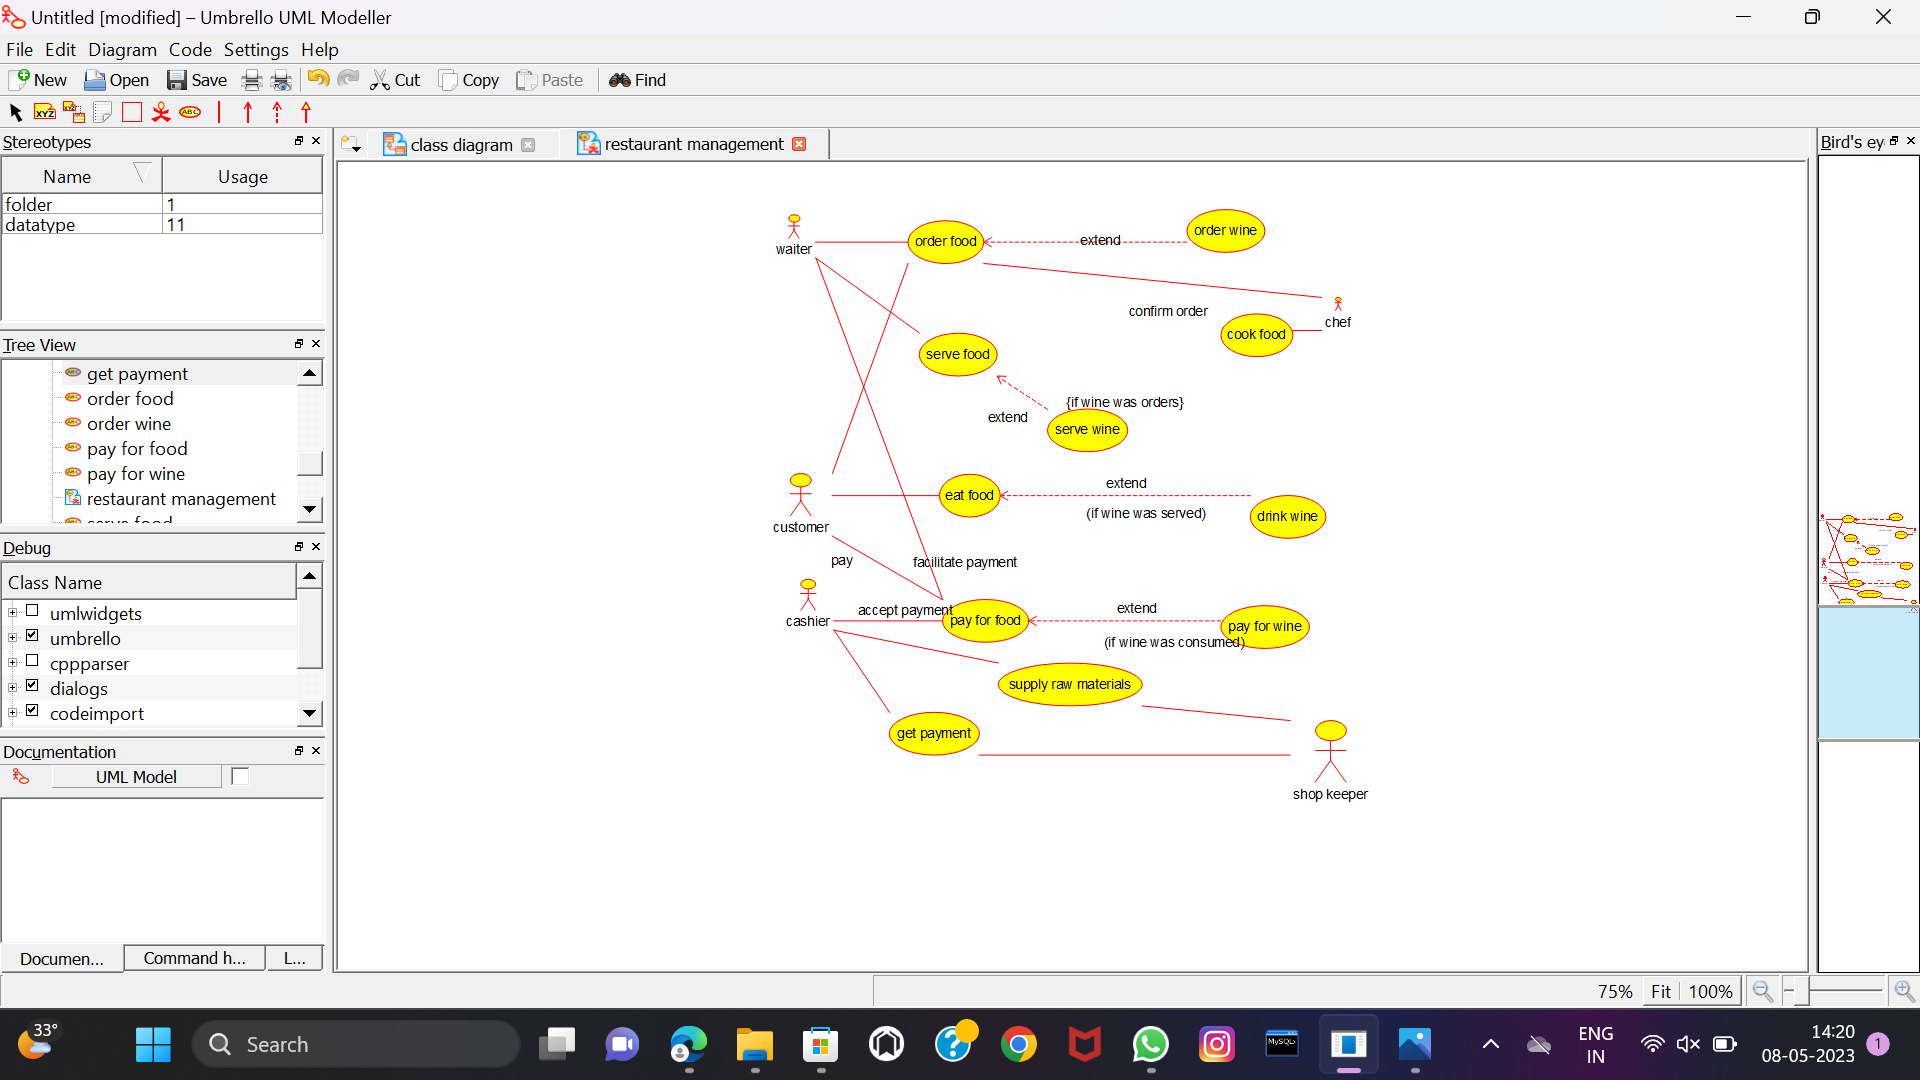 Untitled [modified] – Umbrello UML Modeller
File Edit Diagram Code Settings Help
New Open Save Cut Copy Paste Find
XYZ XYZ ABC
Stereotypes
Name Usage
folder 1
datatype 11
Tree View
get payment
order food
order wine
pay for food
pay for wine
restaurant management
serve food
Debug
Class Name
umlwidgets
umbrello
cppparser
dialogs
codeimport
Documentation
UML Model
Documen... Command h... L...
class diagram restaurant management
Bird's ey
waiter
order food
extend
order wine
confirm order
chef
cook food
serve food
{if wine was orders}
extend
serve wine
customer
eat food
extend
(if wine was served)
drink wine
pay
facilitate payment
cashier
accept payment
pay for food
extend
(if wine was consumed)
pay for wine
supply raw materials
get payment
shop keeper
75% Fit 100%
33°
Search
MySQL
ENG
IN
14:20
08-05-2023
1